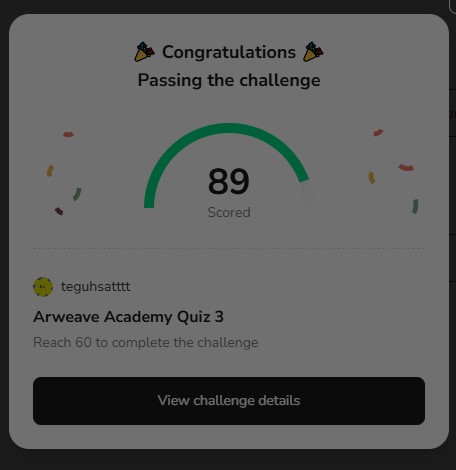 Congratulations
Passing the challenge
89
Scored
teguhsatttt
Arweave Academy Quiz 3
Reach 60 to complete the challenge
View challenge details